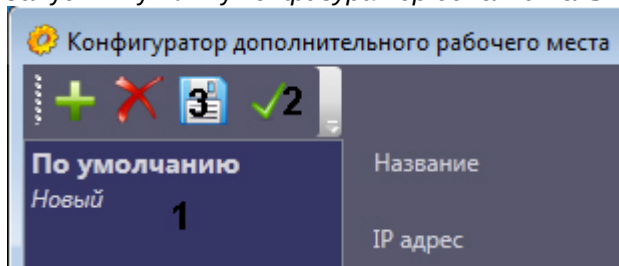 Конфигуратор дополнительного рабочего места
3 2
По умолчанию
Название
Новый
1
IP адрес